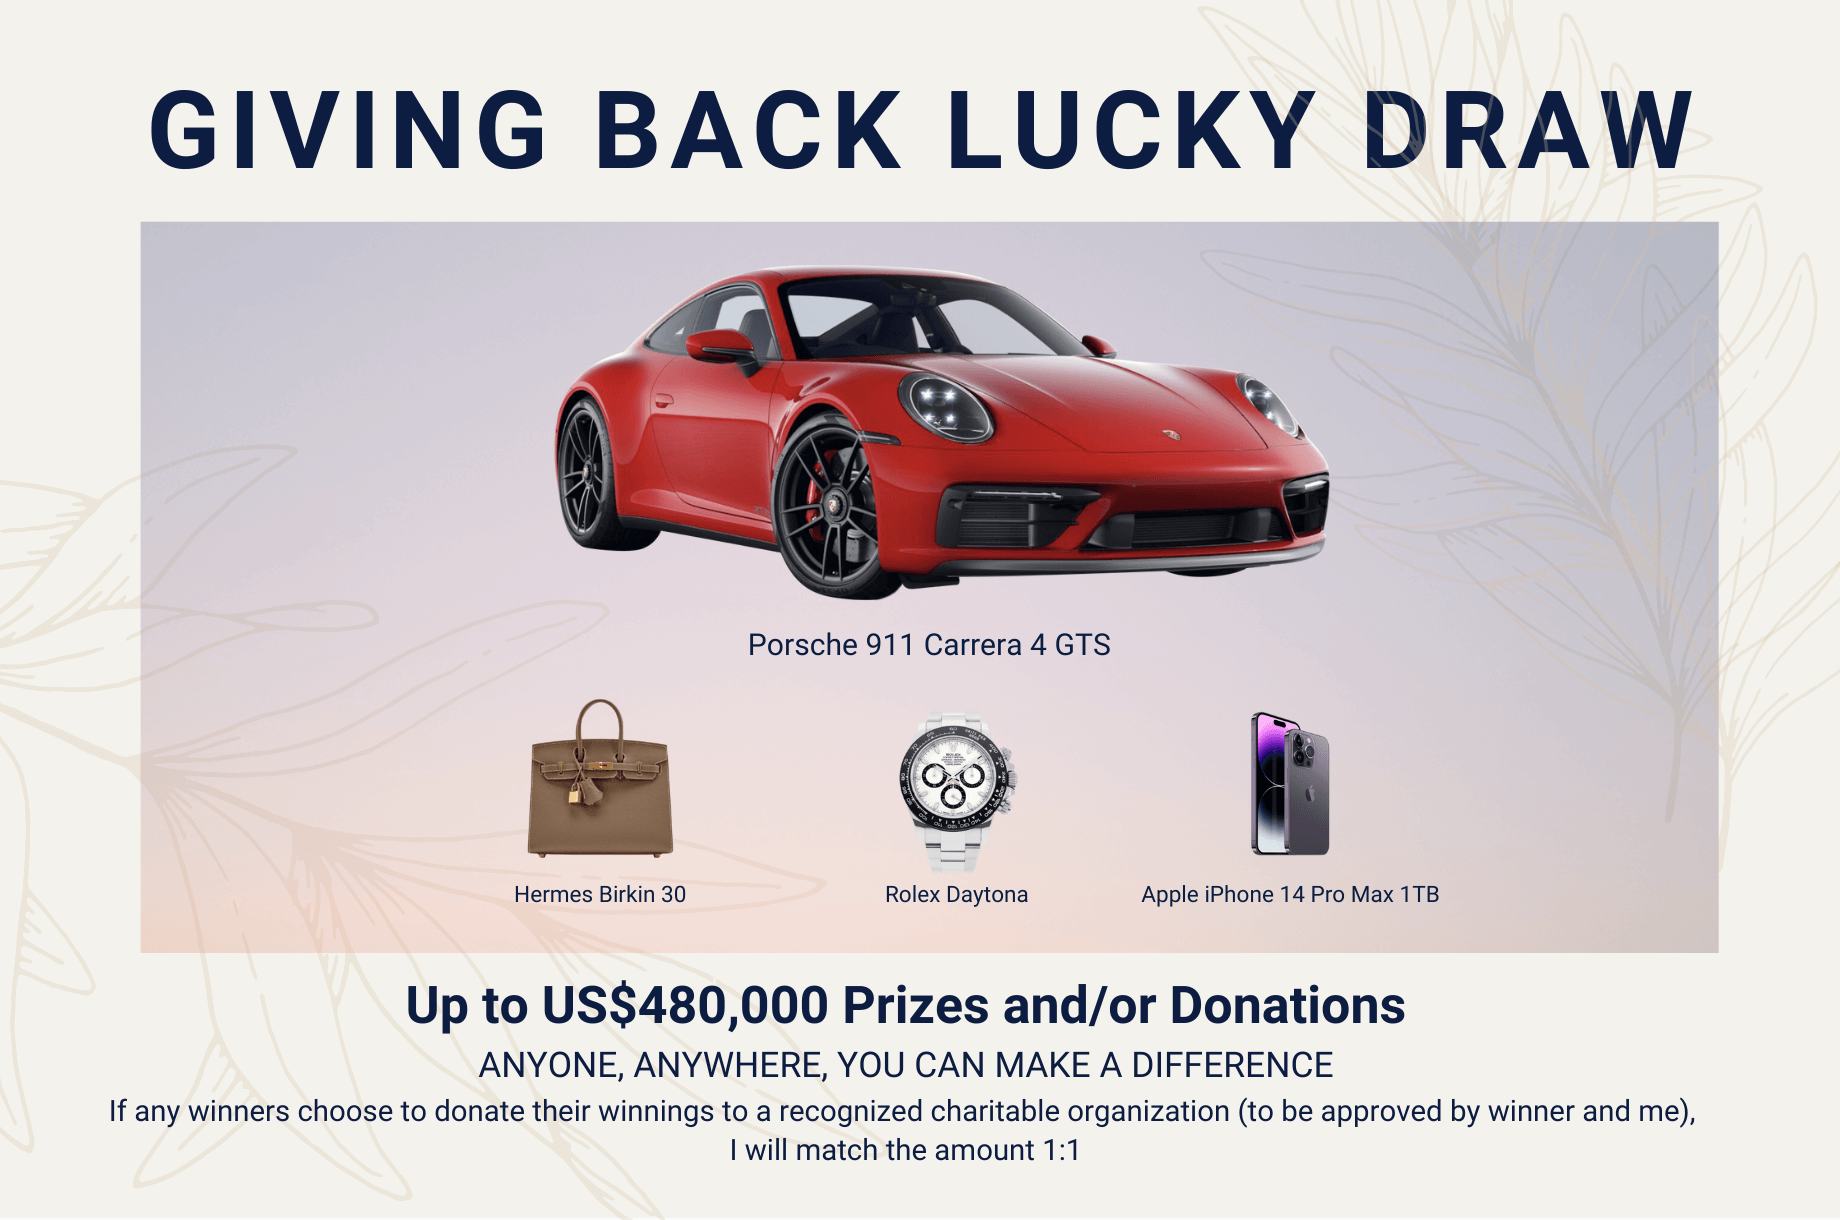 GIVING BACK LUCKY DRAW
Porsche 911 Carrera 4 GTS
Hermes Birkin 30
Rolex Daytona
Apple iPhone 14 Pro Max 1TB
Up to US$480,000 Prizes and/or Donations
ANYONE, ANYWHERE, YOU CAN MAKE A DIFFERENCE
If any winners choose to donate their winnings to a recognized charitable organization (to be approved by winner and me),
I will match the amount 1:1